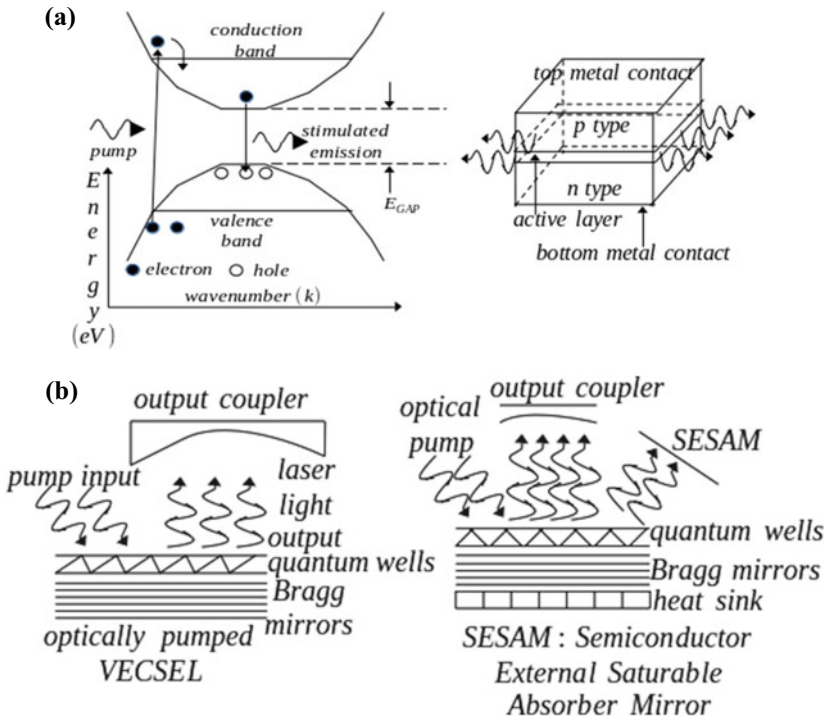 (a)
conduction
band
pump
stimulated
emission
E_GAP
valence
band
electron
hole
wavenumber (k)
Energy
(eV)
top metal contact
p type
n type
active layer
bottom metal contact
(b)
output coupler
pump input
laser
light
output
quantum wells
Bragg
mirrors
optically pumped
VECSEL
output coupler
optical
pump
SESAM
quantum wells
Bragg mirrors
heat sink
SESAM : Semiconductor
External Saturable
Absorber Mirror